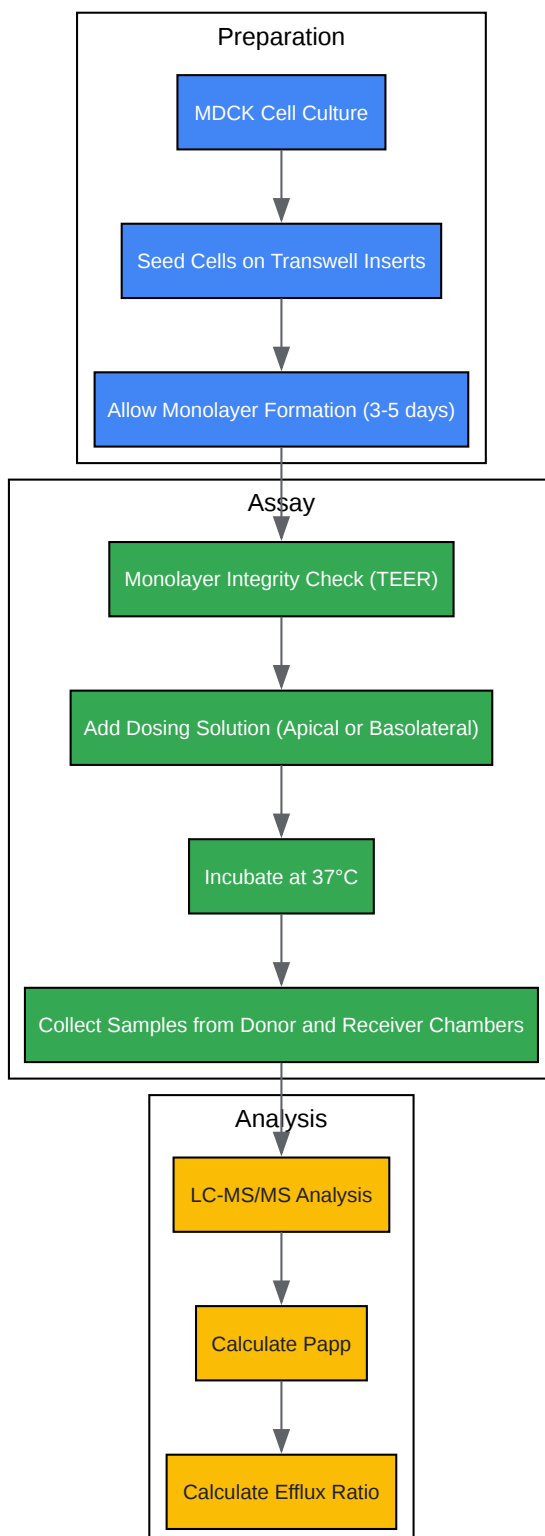 Preparation
MDCK Cell Culture
Seed Cells on Transwell Inserts
Allow Monolayer Formation (3-5 days)
Assay
Monolayer Integrity Check (TEER)
Add Dosing Solution (Apical or Basolateral)
Incubate at 37°C
Collect Samples from Donor and Receiver Chambers
Analysis
LC-MS/MS Analysis
Calculate Papp
Calculate Efflux Ratio